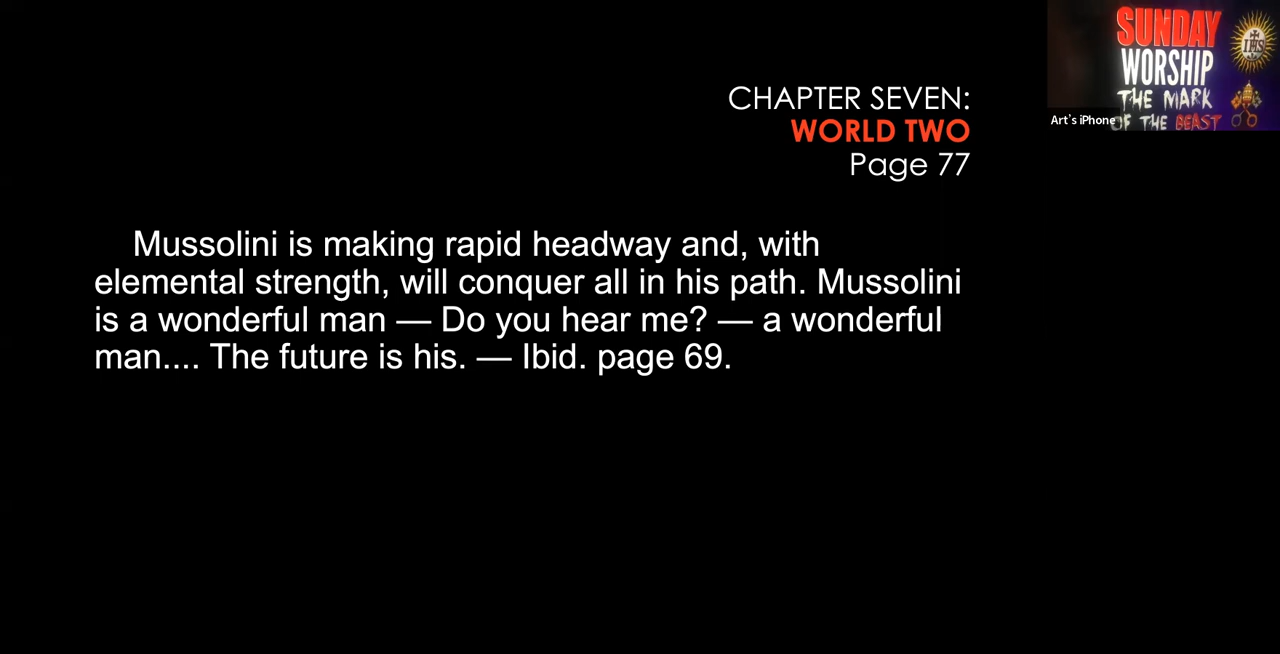 SUNDAY
WORSHIP
THE MARK
OF THE BEAST
IHS
Art's iPhone
CHAPTER SEVEN:
WORLD TWO
Page 77
Mussolini is making rapid headway and, with
elemental strength, will conquer all in his path. Mussolini
is a wonderful man — Do you hear me? — a wonderful
man.... The future is his. — Ibid. page 69.